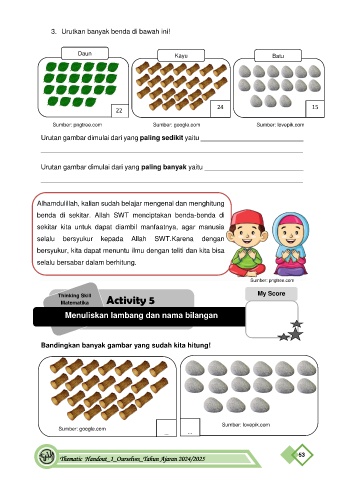 3. Urutkan banyak benda di bawah ini!
Daun
Kayu
Batu
22
24
15
Sumber: pngtree.com
Sumber: google.com
Sumber: lovepik.com
Urutan gambar dimulai dari yang paling sedikit yaitu
Urutan gambar dimulai dari yang paling banyak yaitu
Alhamdulillah, kalian sudah belajar mengenal dan menghitung
benda di sekitar. Allah SWT menciptakan benda-benda di
sekitar kita untuk dapat diambil manfaatnya, agar manusia
selalu bersyukur kepada Allah SWT.Karena dengan
bersyukur, kita dapat menuntu ilmu dengan teliti dan kita bisa
selalu bersabar dalam berhitung.
Sumber: pngtree.com
Thinking Skill
Matematika
Activity 5
My Score
Menuliskan lambang dan nama bilangan
Bandingkan banyak gambar yang sudah kita hitung!
Sumber: google.com
...
...
Sumber: lovepik.com
Thematic Handout_1_Ourselves_Tahun Ajaran 2024/2025
53